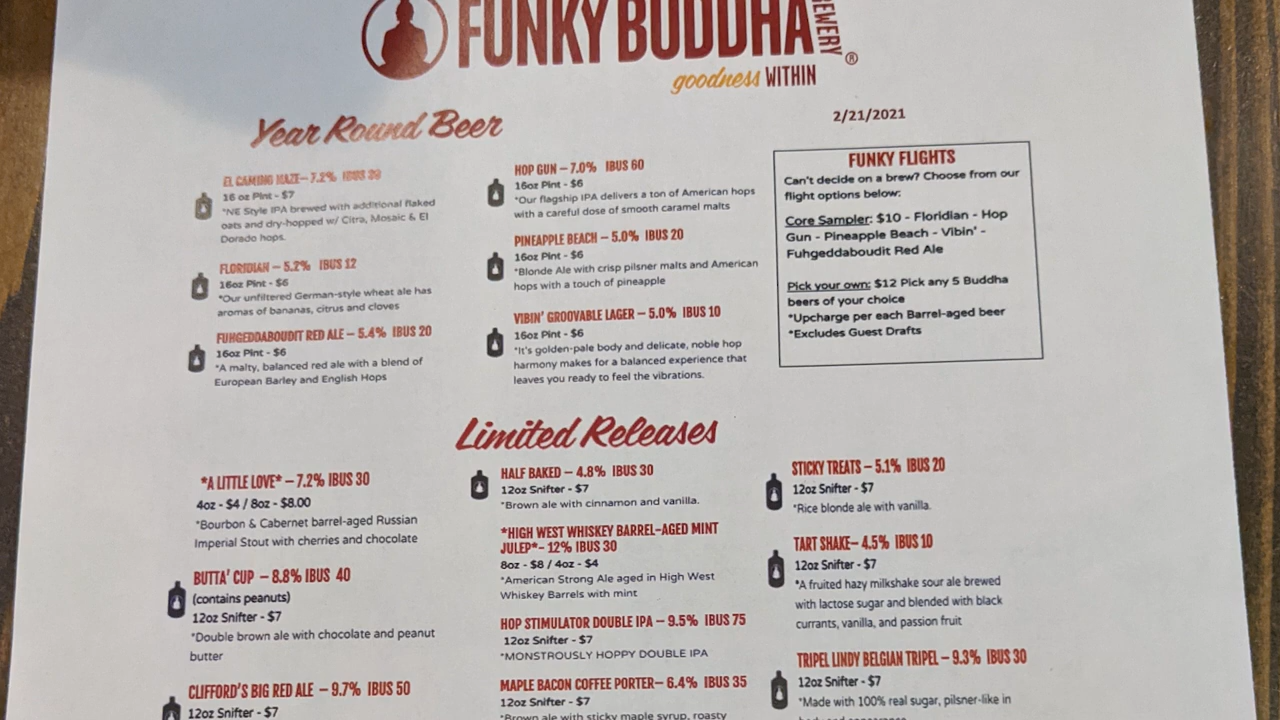 FUNKY BUDDHA
goodness WITHIN
2/21/2021
Year Round Beer
EL CAMINO HAZE– 7.2% IBUS 39
16 oz Pint - $7
*NE Style IPA brewed with additional flaked
oats and dry-hopped w/ Citra, Mosaic & El
Dorado hops.
FLORIDIAN – 5.2% IBUS 12
16oz Pint - $6
*Our unfiltered German-style wheat ale has
aromas of bananas, citrus and cloves
FUHGEDDABOUDIT RED ALE – 5.4% IBUS 20
16oz Pint - $6
*A malty, balanced red ale with a blend of
European Barley and English Hops
HOP GUN – 7.0% IBUS 60
16oz Pint - $6
*Our flagship IPA delivers a ton of American hops
with a careful dose of smooth caramel malts
PINEAPPLE BEACH – 5.0% IBUS 20
16oz Pint - $6
*Blonde Ale with crisp pilsner malts and American
hops with a touch of pineapple
VIBIN' GROOVABLE LAGER – 5.0% IBUS 10
16oz Pint - $6
*It's golden-pale body and delicate, noble hop
harmony makes for a balanced experience that
leaves you ready to feel the vibrations.
FUNKY FLIGHTS
Can't decide on a brew? Choose from our
flight options below:
Core Sampler: $10 - Floridian - Hop
Gun - Pineapple Beach - Vibin' -
Fuhgeddaboudit Red Ale
Pick your own: $12 Pick any 5 Buddha
beers of your choice
*Upcharge per each Barrel-aged beer
*Excludes Guest Drafts
Limited Releases
*A LITTLE LOVE* – 7.2% IBUS 30
4oz - $4 / 8oz - $8.00
*Bourbon & Cabernet barrel-aged Russian
Imperial Stout with cherries and chocolate
BUTTA' CUP – 8.8% IBUS 40
(contains peanuts)
12oz Snifter - $7
*Double brown ale with chocolate and peanut
butter
CLIFFORD'S BIG RED ALE – 9.7% IBUS 50
12oz Snifter - $7
HALF BAKED – 4.8% IBUS 30
12oz Snifter - $7
*Brown ale with cinnamon and vanilla.
*HIGH WEST WHISKEY BARREL-AGED MINT
JULEP*– 12% IBUS 30
8oz - $8 / 4oz - $4
*American Strong Ale aged in High West
Whiskey Barrels with mint
HOP STIMULATOR DOUBLE IPA – 9.5% IBUS 75
12oz Snifter - $7
*MONSTROUSLY HOPPY DOUBLE IPA
MAPLE BACON COFFEE PORTER– 6.4% IBUS 35
12oz Snifter - $7
*Brown ale with sticky maple syrup, roasty
STICKY TREATS – 5.1% IBUS 20
12oz Snifter - $7
*Rice blonde ale with vanilla.
TART SHAKE– 4.5% IBUS 10
12oz Snifter - $7
*A fruited hazy milkshake sour ale brewed
with lactose sugar and blended with black
currants, vanilla, and passion fruit
TRIPEL LINDY BELGIAN TRIPEL – 9.3% IBUS 30
12oz Snifter - $7
*Made with 100% real sugar, pilsner-like in